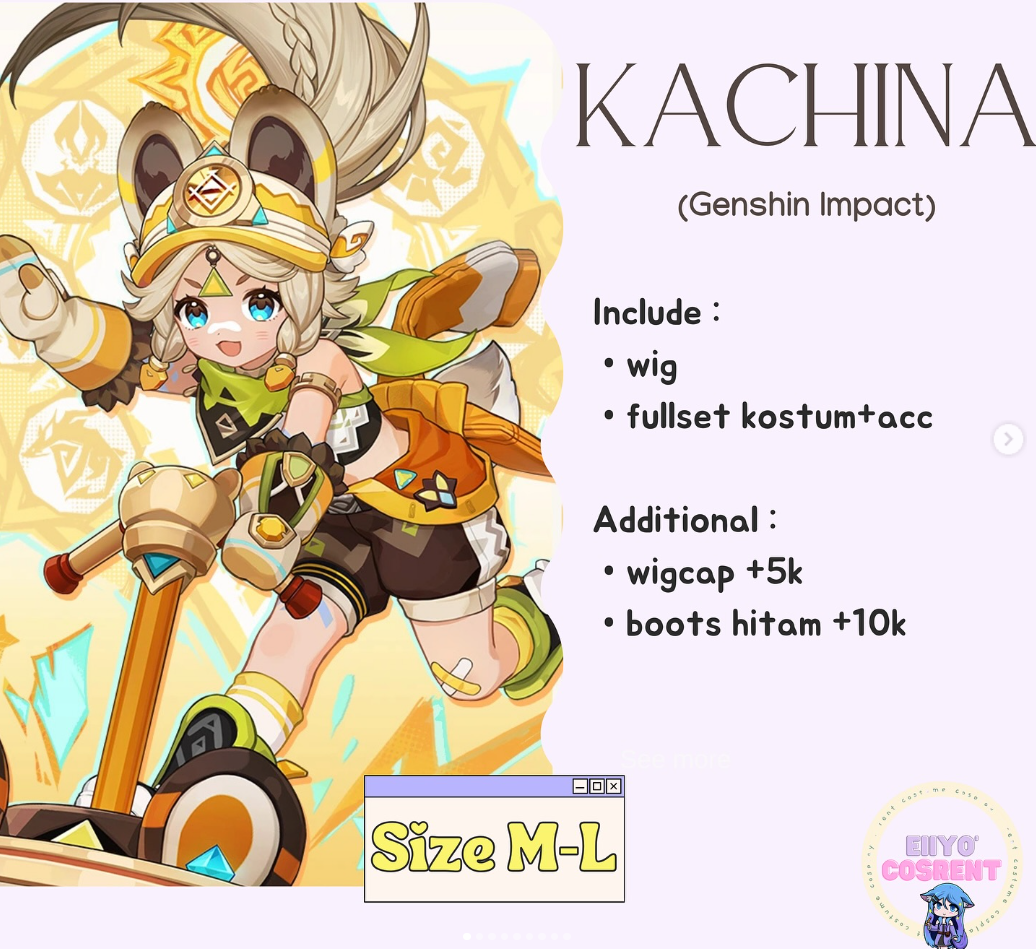 KACHINA
(Genshin Impact)
Include :
• wig
• fullset kostum+acc
Additional :
• wigcap +5k
• boots hitam +10k
See more
Size M-L
EIIYO'
COSRENT